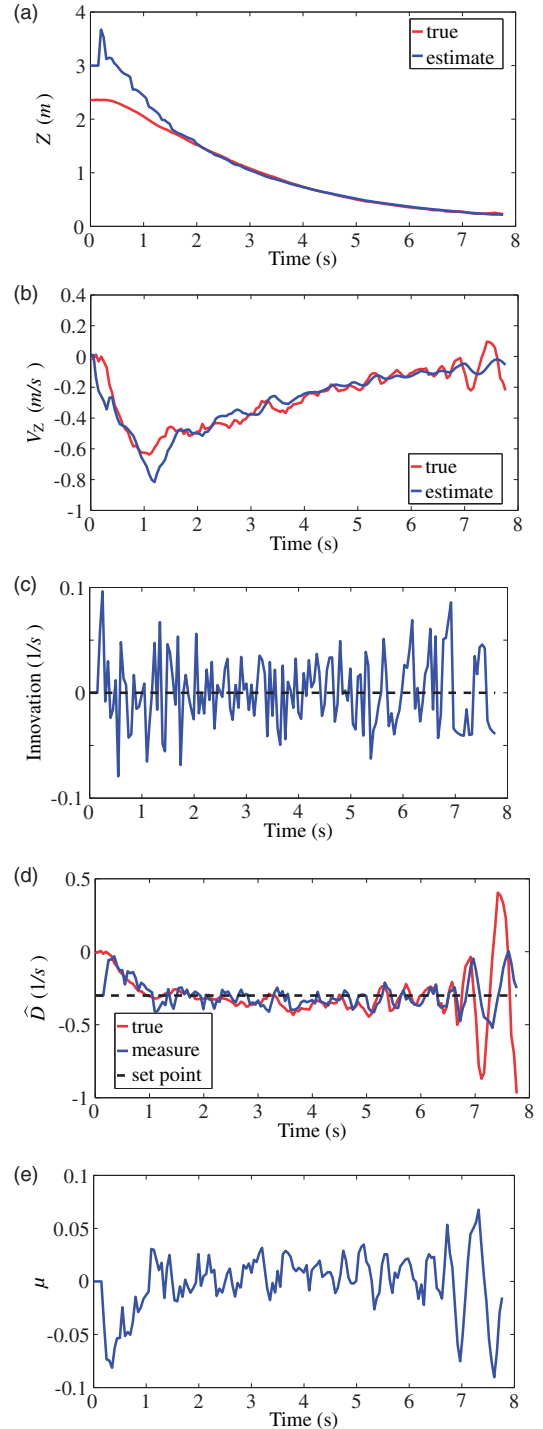 (a)
4
3
2
1
0
Z (m)
true
estimate
0 1 2 3 4 5 6 7 8
Time (s)
(b)
0.4
0.2
0
-0.2
-0.4
-0.6
-0.8
-1
V_Z (m/s)
true
estimate
0 1 2 3 4 5 6 7 8
Time (s)
(c)
0.1
0
-0.1
Innovation (1/s)
0 1 2 3 4 5 6 7 8
Time (s)
(d)
0.5
0
-0.5
-1
D̂ (1/s)
true
measure
set point
0 1 2 3 4 5 6 7 8
Time (s)
(e)
0.1
0.05
0
-0.05
0.1
μ
0 1 2 3 4 5 6 7 8
Time (s)